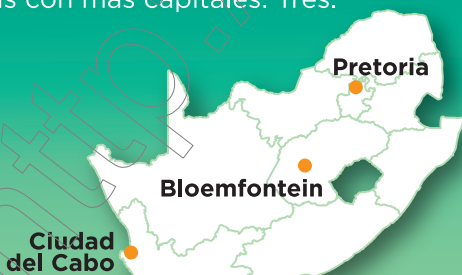 s con más capitales. Tres.
Pretoria
Bloemfontein
Ciudad
del Cabo